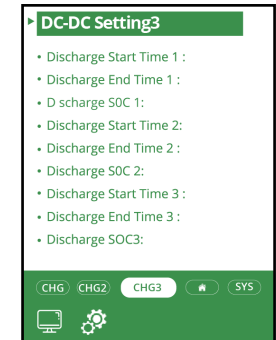 DC-DC Setting3
• Discharge Start Time 1 :
• Discharge End Time 1 :
• D scharge S0C 1:
• Discharge Start Time 2:
• Discharge End Time 2 :
• Discharge S0C 2:
• Discharge Start Time 3 :
• Discharge End Time 3 :
• Discharge SOC3:
CHG CHG2 CHG3 SYS